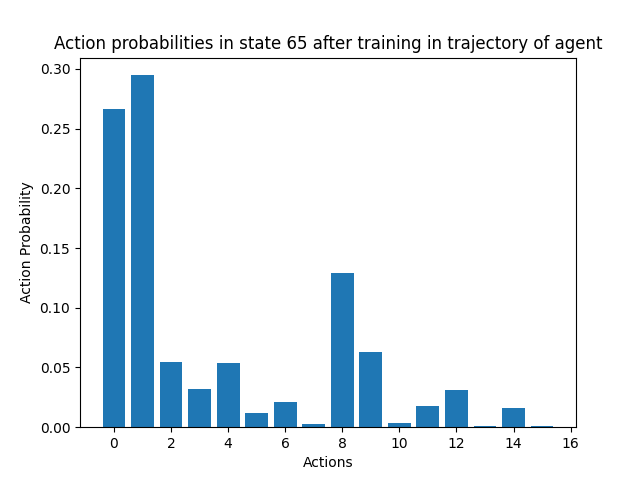 Action probabilities in state 65 after training in trajectory of agent
0.30
0.25
0.20
0.15
0.10
0.05
0.00
Action Probability
0 2 4 6 8 10 12 14 16
Actions